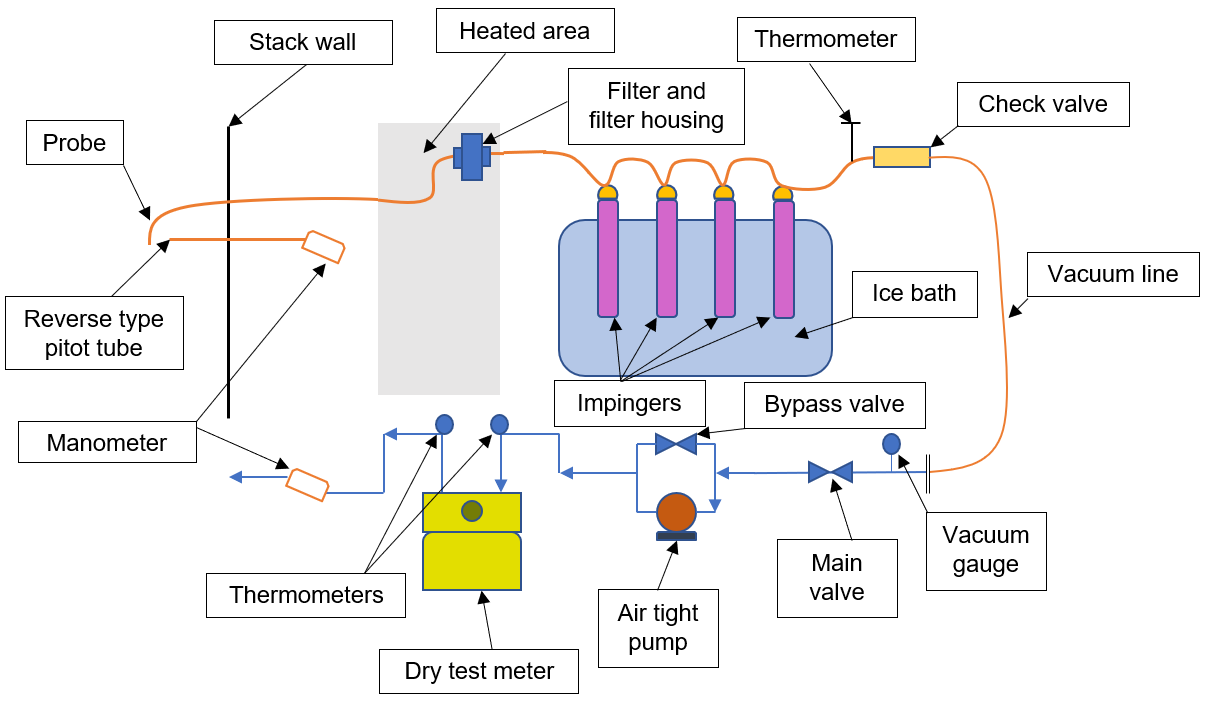 Heated area
Stack wall
Thermometer
Filter and
filter housing
Check valve
Probe
Vacuum line
Ice bath
Reverse type
pitot tube
Impingers
Bypass valve
Manometer
Vacuum
gauge
Main
valve
Thermometers
Air tight
pump
Dry test meter